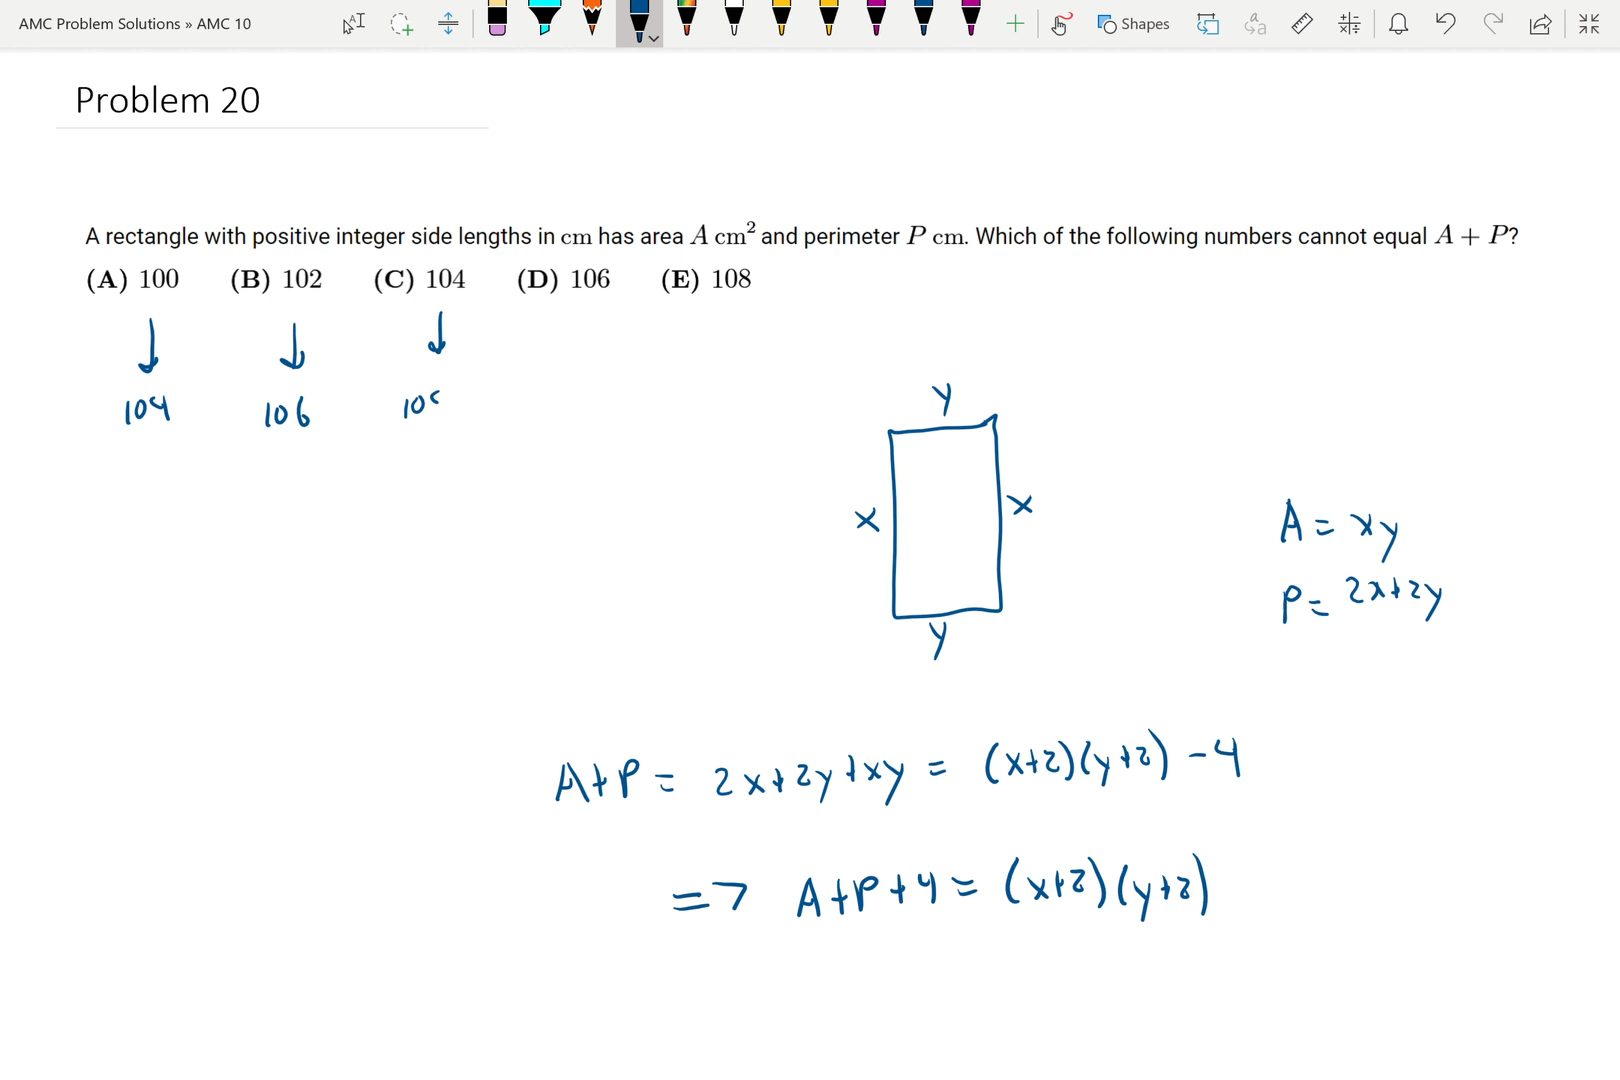 AMC Problem Solutions » AMC 10
Shapes
Problem 20
A rectangle with positive integer side lengths in cm has area A cm² and perimeter P cm. Which of the following numbers cannot equal A + P?
(A) 100 (B) 102 (C) 104 (D) 106 (E) 108
↓ ↓ ↓
104 106 10
y
x x
y
A = xy
P = 2x+2y
A+P = 2x+2y+xy = (x+2)(y+2) -4
=> A+P+4 = (x+2)(y+2)